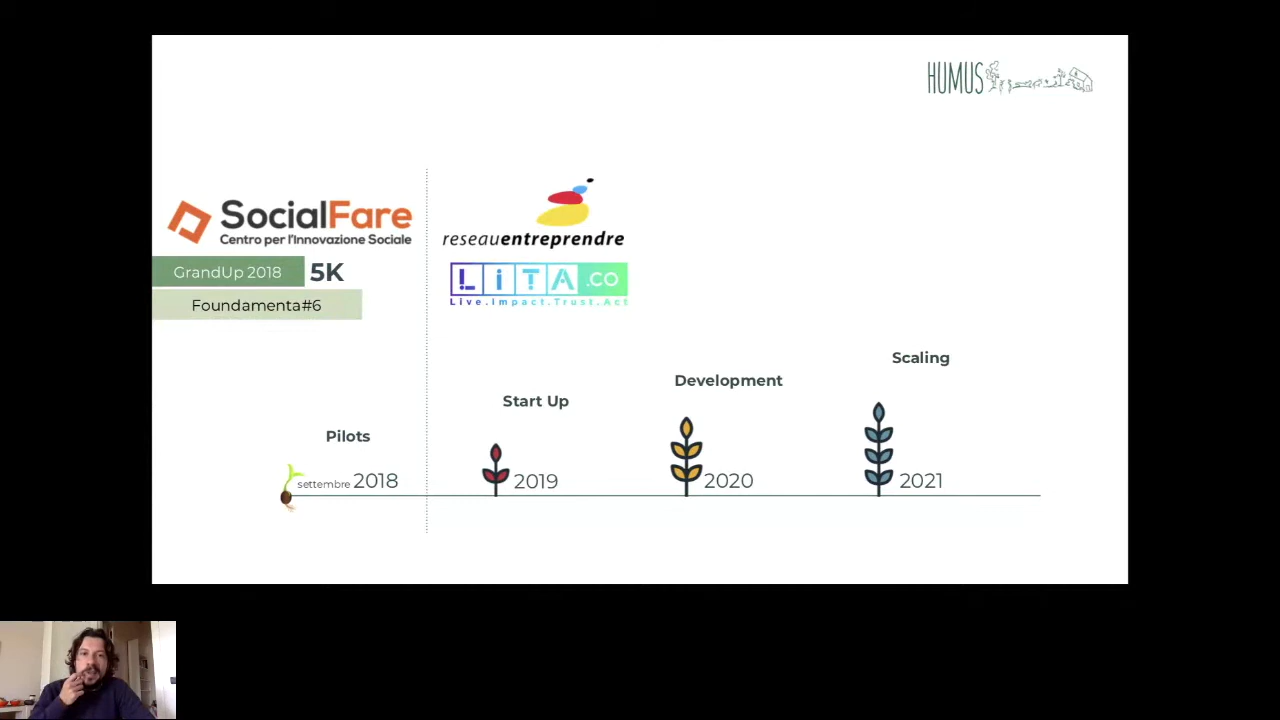 HUMUS
SocialFare
Centro per l'Innovazione Sociale
GrandUp 2018 5K
Foundamenta#6
reseauentreprendre
LiTA.CO
Live.Impact.Trust.Act
Pilots
Start Up
Development
Scaling
settembre 2018
2019
2020
2021